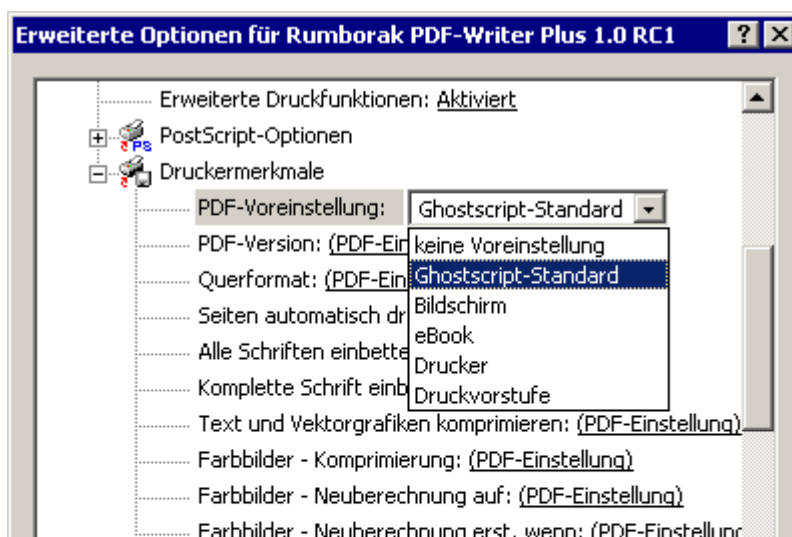 Erweiterte Optionen für Rumborak PDF-Writer Plus 1.0 RC1
Erweiterte Druckfunktionen: Aktiviert
PS PostScript-Optionen
Druckermerkmale
PDF-Voreinstellung: Ghostscript-Standard
PDF-Version: (PDF-Ein
keine Voreinstellung
Querformat: (PDF-Ein
Ghostscript-Standard
Seiten automatisch dr
Bildschirm
eBook
Alle Schriften einbette
Drucker
Komplette Schrift einb
Druckvorstufe
Text und Vektorgrafiken komprimieren: (PDF-Einstellung)
Farbbilder - Komprimierung: (PDF-Einstellung)
Farbbilder - Neuberechnung auf: (PDF-Einstellung)
Farbbilder - Neuberechnung erst, wenn: (PDF-Einstellung